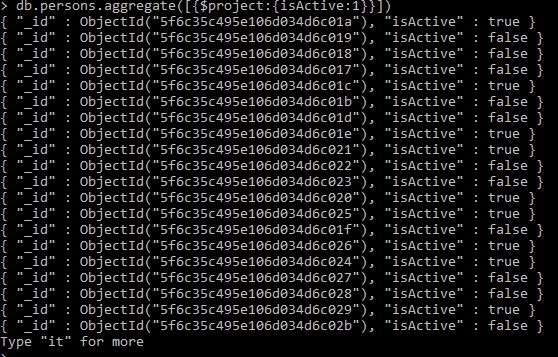 > db.persons.aggregate([{$project:{isActive:1}}])
{ "_id" : ObjectId("5f6c35c495e106d034d6c01a"), "isActive" : true }
{ "_id" : ObjectId("5f6c35c495e106d034d6c019"), "isActive" : false }
{ "_id" : ObjectId("5f6c35c495e106d034d6c018"), "isActive" : false }
{ "_id" : ObjectId("5f6c35c495e106d034d6c017"), "isActive" : false }
{ "_id" : ObjectId("5f6c35c495e106d034d6c01c"), "isActive" : true }
{ "_id" : ObjectId("5f6c35c495e106d034d6c01b"), "isActive" : false }
{ "_id" : ObjectId("5f6c35c495e106d034d6c01d"), "isActive" : false }
{ "_id" : ObjectId("5f6c35c495e106d034d6c01e"), "isActive" : true }
{ "_id" : ObjectId("5f6c35c495e106d034d6c021"), "isActive" : true }
{ "_id" : ObjectId("5f6c35c495e106d034d6c022"), "isActive" : false }
{ "_id" : ObjectId("5f6c35c495e106d034d6c023"), "isActive" : false }
{ "_id" : ObjectId("5f6c35c495e106d034d6c020"), "isActive" : true }
{ "_id" : ObjectId("5f6c35c495e106d034d6c025"), "isActive" : true }
{ "_id" : ObjectId("5f6c35c495e106d034d6c01f"), "isActive" : false }
{ "_id" : ObjectId("5f6c35c495e106d034d6c026"), "isActive" : true }
{ "_id" : ObjectId("5f6c35c495e106d034d6c024"), "isActive" : true }
{ "_id" : ObjectId("5f6c35c495e106d034d6c027"), "isActive" : false }
{ "_id" : ObjectId("5f6c35c495e106d034d6c028"), "isActive" : false }
{ "_id" : ObjectId("5f6c35c495e106d034d6c029"), "isActive" : true }
{ "_id" : ObjectId("5f6c35c495e106d034d6c02b"), "isActive" : false }
Type "it" for more